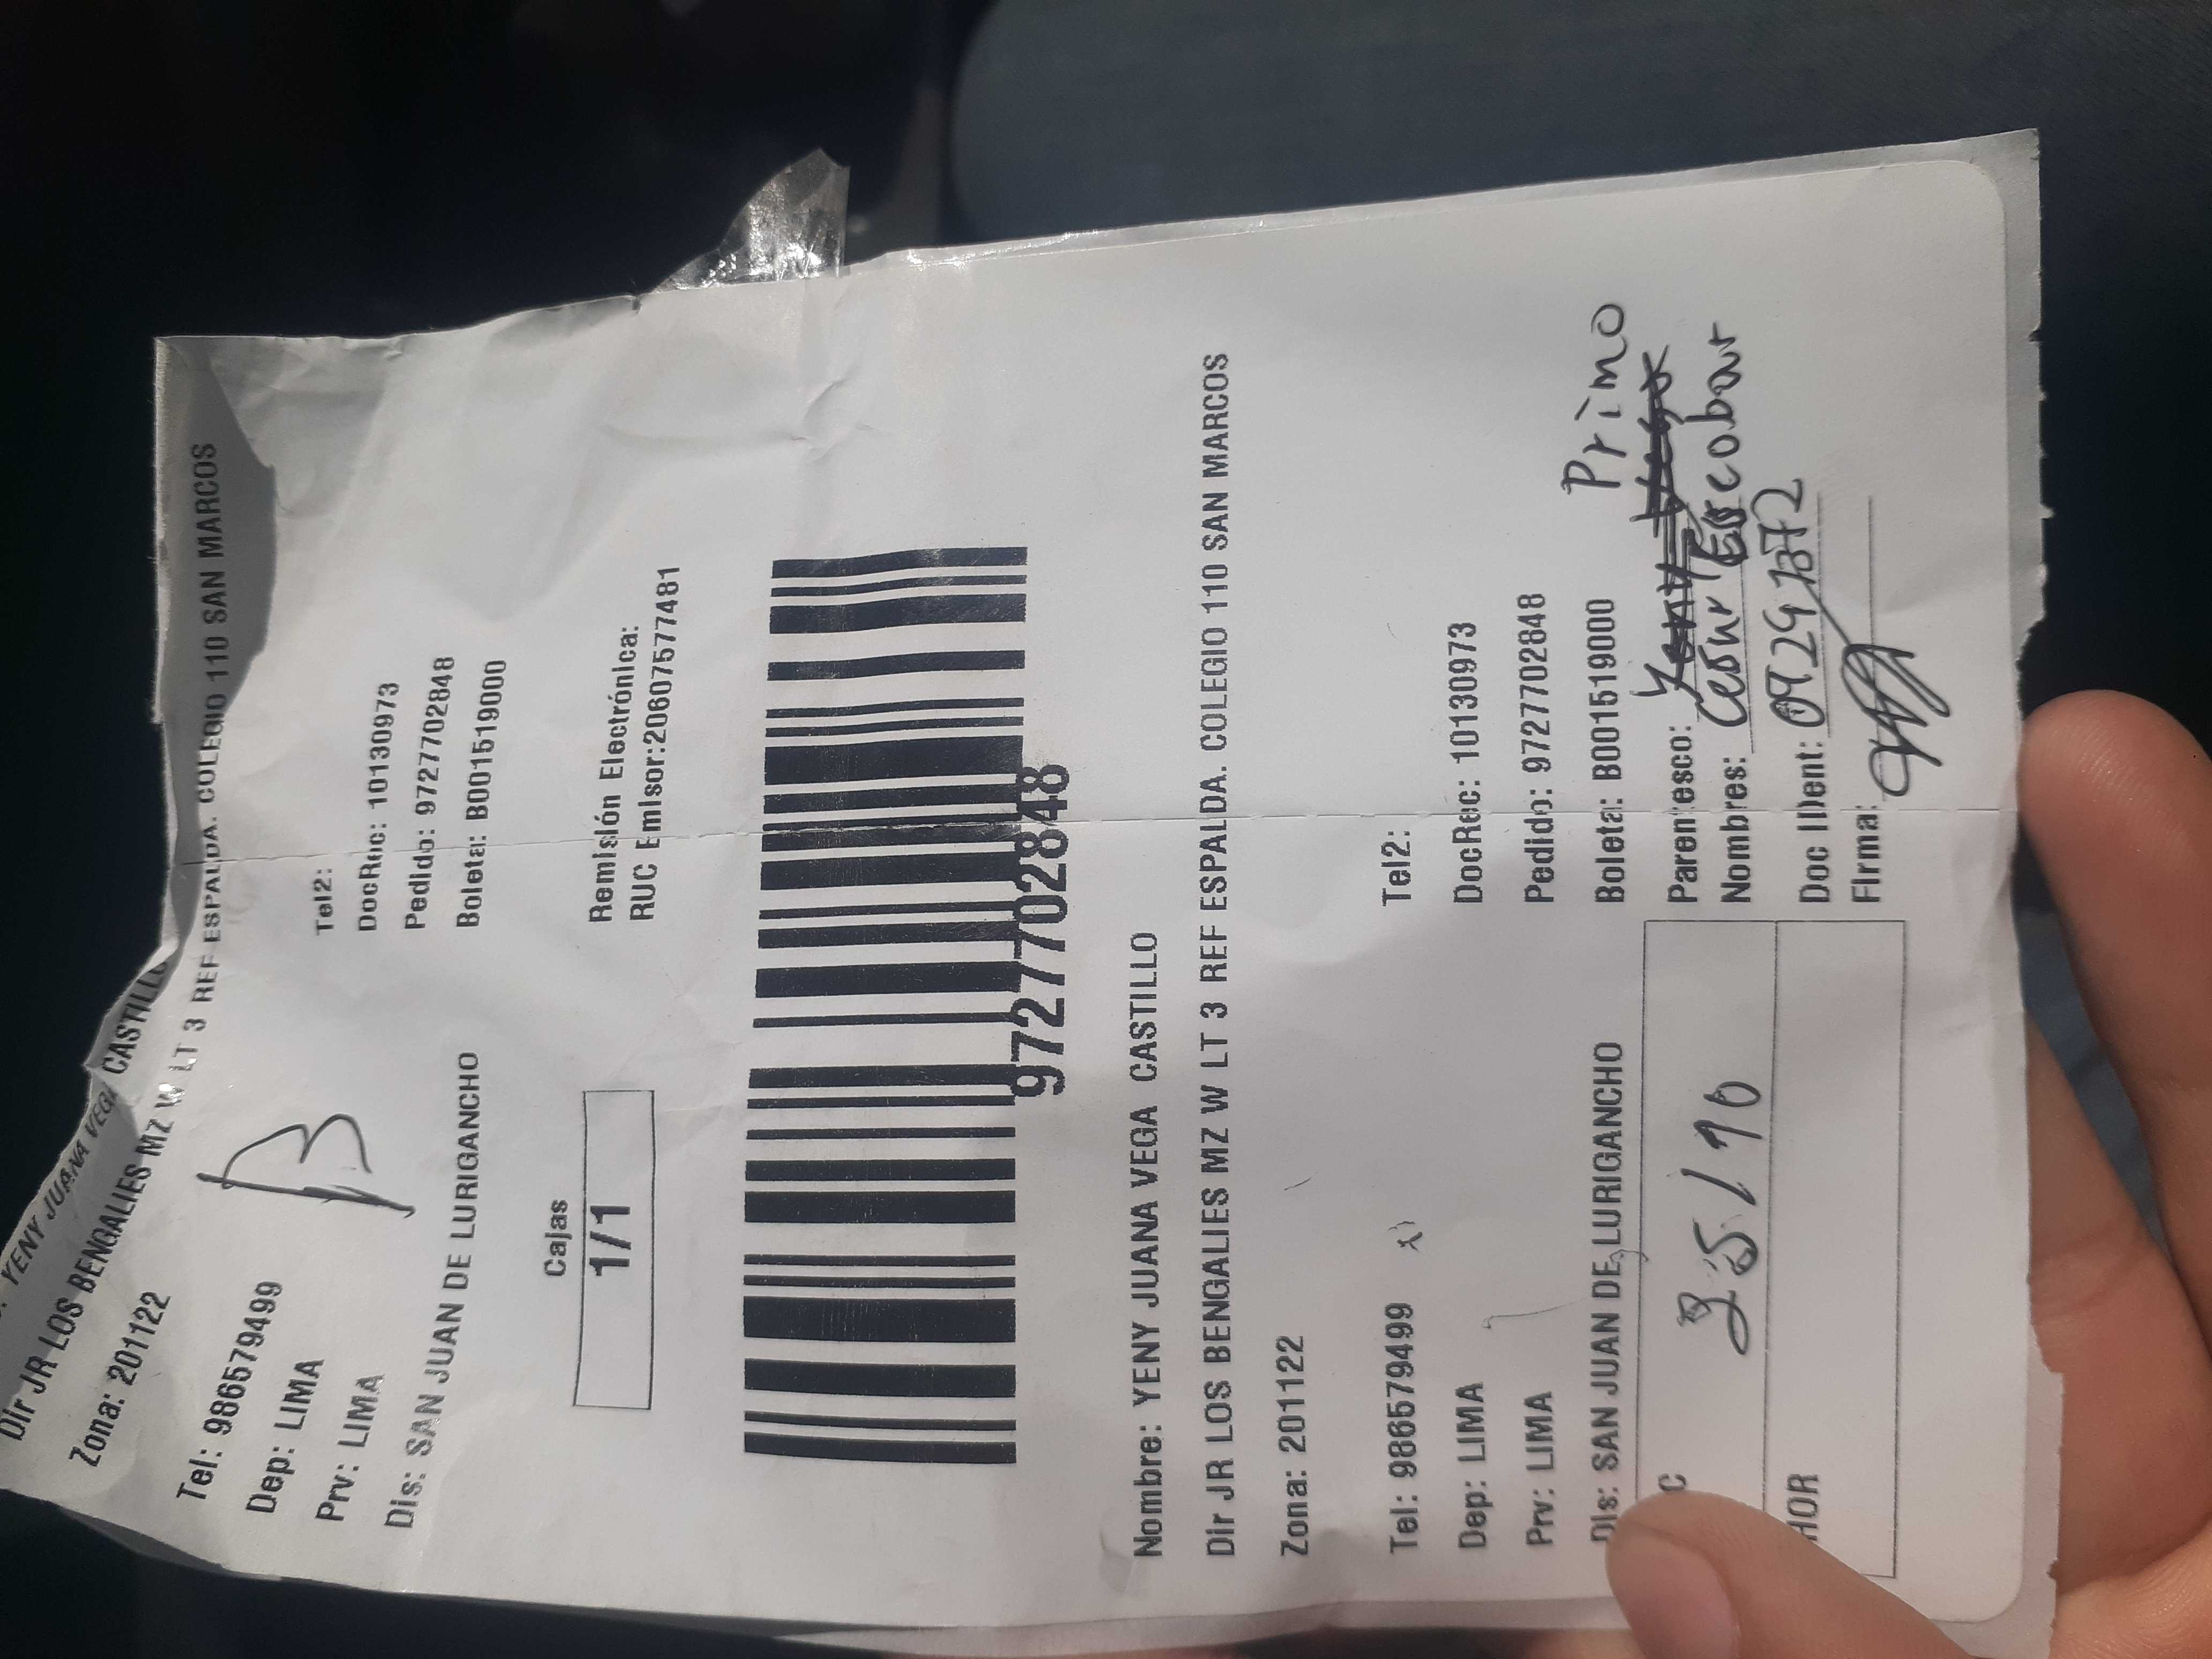 YENY JUANA VEGA CASTILLO
Dir JR LOS BENGALIES MZ W LT 3 REF ESPALDA. COLEGIO 110 SAN MARCOS
Zona: 201122
Tel: 986579499
Tel2:
Dep: LIMA
DocRec: 10130973
Prv: LIMA
Pedido: 9727702848
Dis: SAN JUAN DE LURIGANCHO
Boleta: B001519000
B
Cajas
1/1
Remisión Electrónica:
RUC Emisor:20607577481
9727702848
Nombre: YENY JUANA VEGA CASTILLO
Dir JR LOS BENGALIES MZ W LT 3 REF ESPALDA. COLEGIO 110 SAN MARCOS
Zona: 201122
Tel: 986579499
Tel2:
Dep: LIMA
DocRec: 10130973
Prv: LIMA
Pedido: 9727702848
Dis: SAN JUAN DE LURIGANCHO
Boleta: B001519000
Primo
Parentesco: Yeny Vega
Nombres: Cesar Escobar
Doc Ident:
Firma:
C
HOR